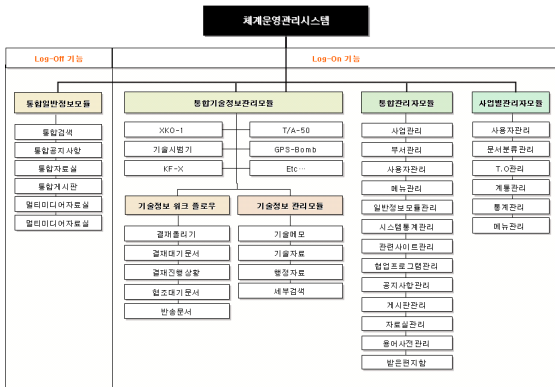 체계운영관리시스템
Log-Off 기능
Log-On 기능
통합일반정보모듈
통합검색
통합공지사항
통합자료실
통합게시판
멀티미디어자료실
멀티미디어자료실
통합기술정보관리모듈
XKO-1
T/A-50
기술시범기
GPS-Bomb
KF-X
Etc…
기술정보 워크 플로우
결재올리기
결재대기문서
결재진행상황
협조대기문서
반송문서
기술정보 관리모듈
기술메모
기술자료
행정자료
세부검색
통합관리자모듈
사업관리
부서관리
사용자관리
메뉴관리
일반정보모듈관리
시스템통계관리
관련사이트관리
협업프로그램관리
공지사항관리
게시판관리
자료실관리
용어사전관리
받은편지함
사업별관리자모듈
사용자관리
문서분류관리
T.O관리
계통관리
통계관리
메뉴관리